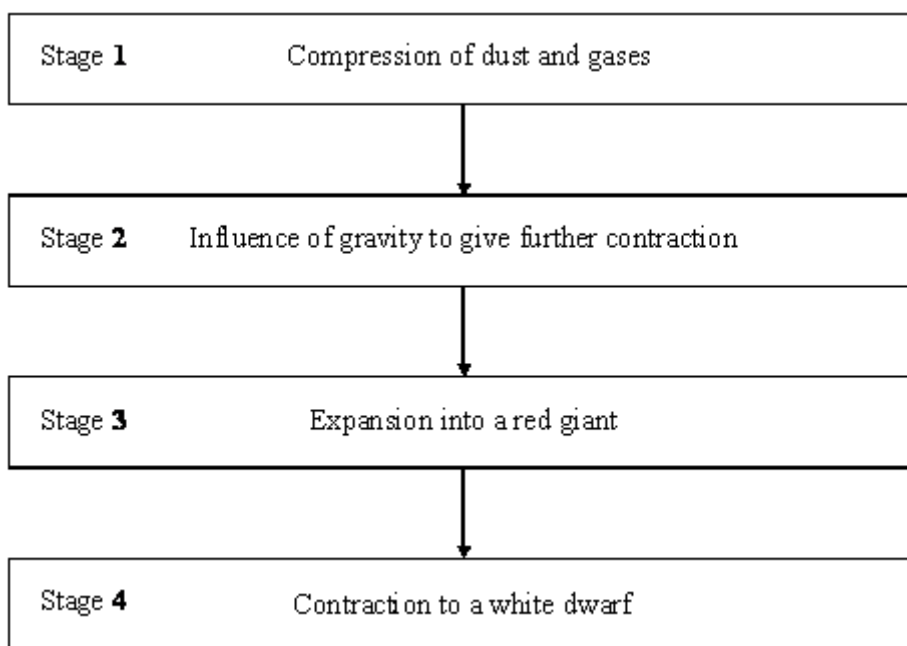 Stage 1 Compression of dust and gases
Stage 2 Influence of gravity to give further contraction
Stage 3 Expansion into a red giant
Stage 4 Contraction to a white dwarf